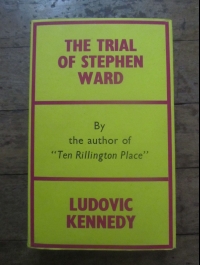 THE TRIAL
OF STEPHEN
WARD
By
the author of
"Ten Rillington Place"
LUDOVIC
KENNEDY